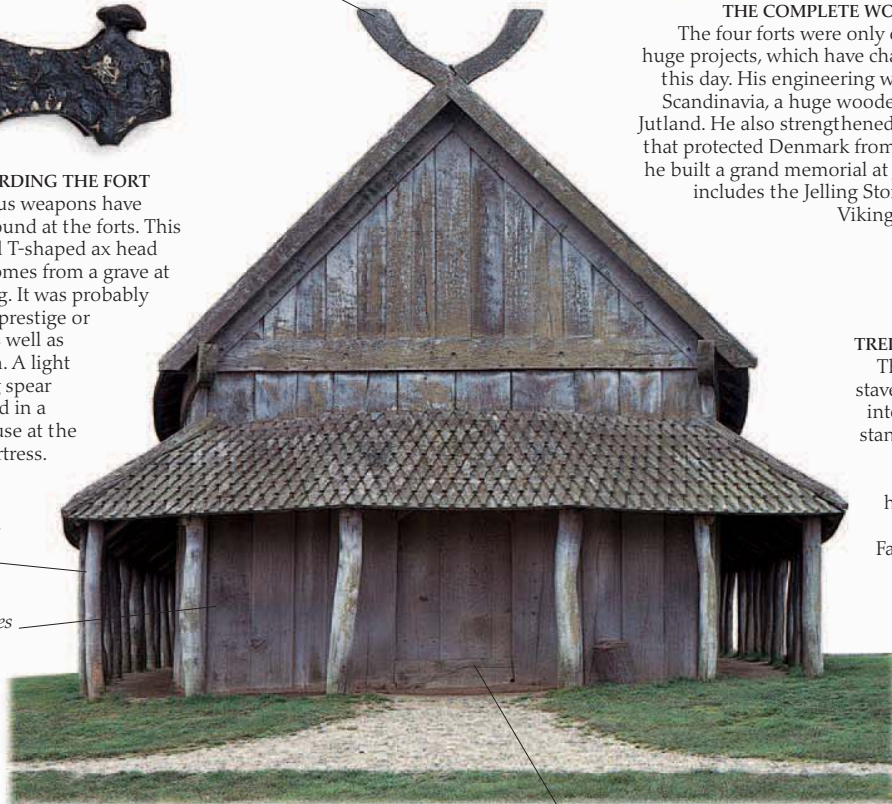 RDING THE FORT
us weapons have
und at the forts. This
l T-shaped ax head
omes from a grave at
g. It was probably
prestige or
s well as
n. A light
g spear
d in a
use at the
rtress.
es
THE COMPLETE WO
The four forts were only o
huge projects, which have cha
this day. His engineering w
Scandinavia, a huge woode
Jutland. He also strengthened
that protected Denmark from
he built a grand memorial at J
includes the Jelling Sto
Viking
TREL
Th
stave
inte
stan
h
Fa